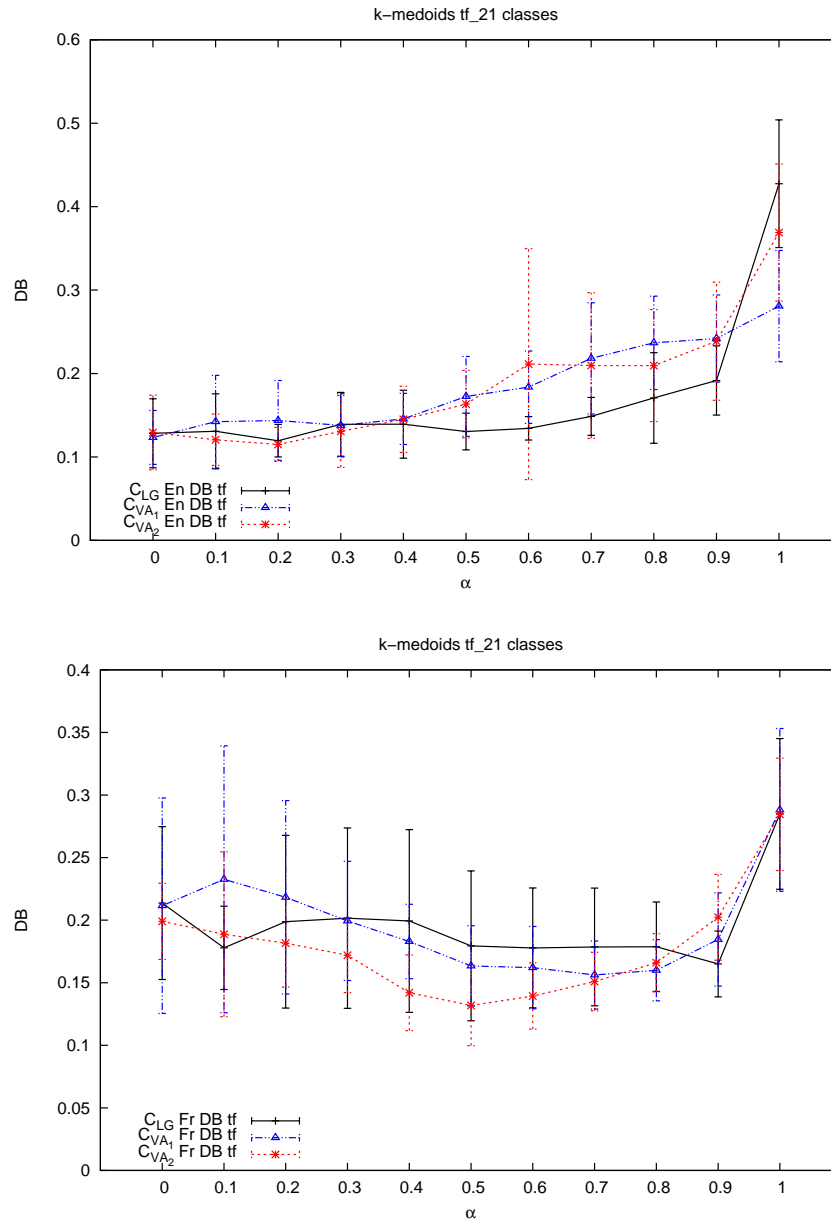 k−medoids tf_21 classes
0.6
0.5
0.4
0.3
0.2
0.1
0
DB
C_LG En DB tf
C_VA_1 En DB tf
C_VA_2 En DB tf
0 0.1 0.2 0.3 0.4 0.5 0.6 0.7 0.8 0.9 1
α
k−medoids tf_21 classes
0.4
0.35
0.3
0.25
0.2
0.15
0.1
0.05
0
DB
C_LG Fr DB tf
C_VA_1 Fr DB tf
C_VA_2 Fr DB tf
0 0.1 0.2 0.3 0.4 0.5 0.6 0.7 0.8 0.9 1
α